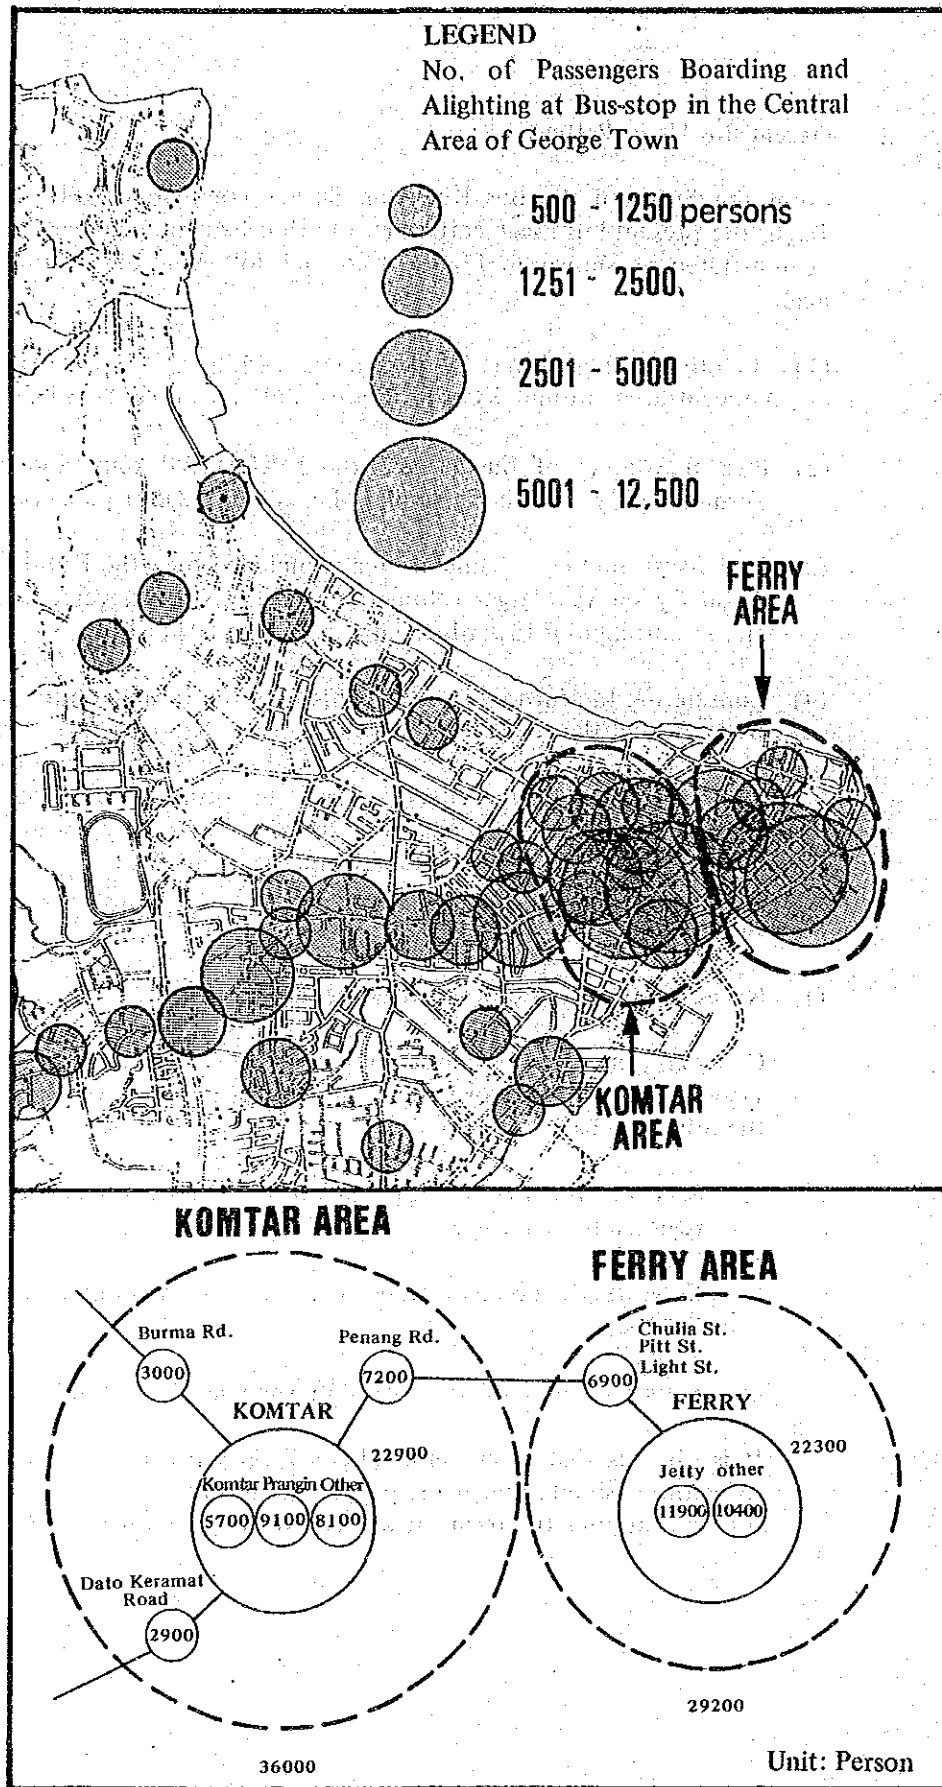 LEGEND
No. of Passengers Boarding and
Alighting at Bus-stop in the Central
Area of George Town
500 - 1250 persons
1251 - 2500.
2501 - 5000
5001 - 12,500
FERRY
AREA
KOMTAR
AREA
KOMTAR AREA
FERRY AREA
Burma Rd.
3000
Penang Rd.
7200
KOMTAR
22900
Komtar Prangin Other
5700 9100 8100
Dato Keramat
Road
2900
36000
Chulia St.
Pitt St.
Light St.
6900
FERRY
22300
Jetty other
11900 10400
29200
Unit: Person